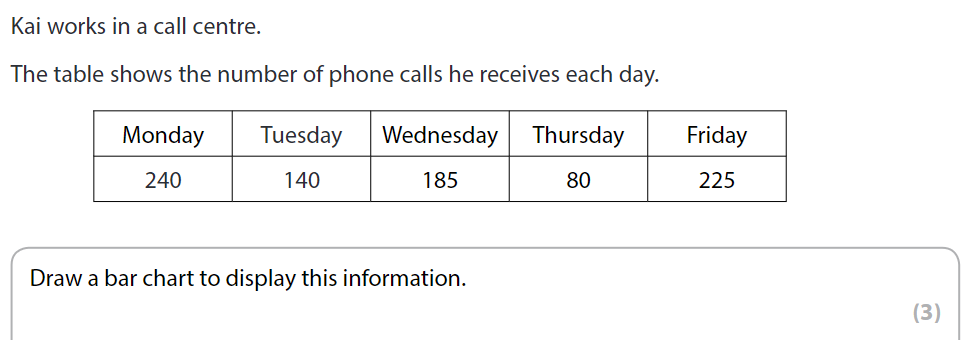 Kai works in a call centre.
The table shows the number of phone calls he receives each day.
Monday Tuesday Wednesday Thursday Friday
240 140 185 80 225
Draw a bar chart to display this information.
(3)